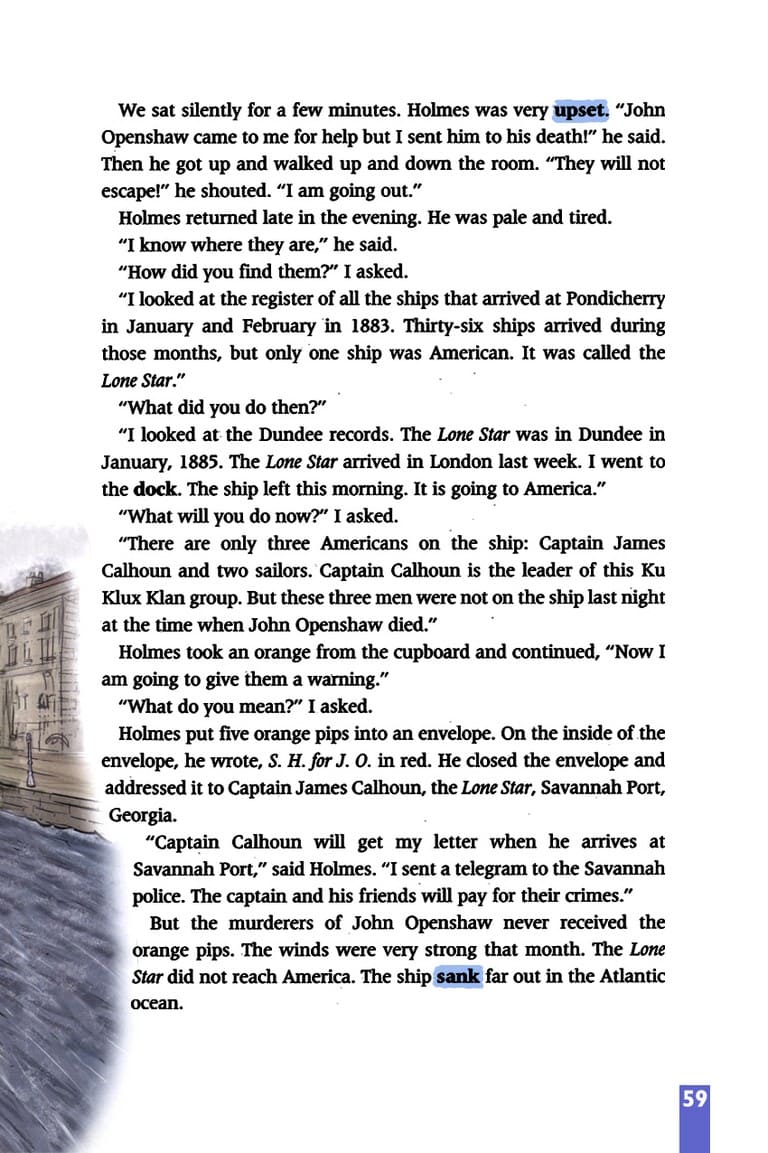 We sat silently for a few minutes. Holmes was very upset. “John
Openshaw came to me for help but I sent him to his death!” he said.
Then he got up and walked up and down the room. “They will not
escape!” he shouted. “I am going out.”
Holmes returned late in the evening. He was pale and tired.
“I know where they are,” he said.
“How did you find them?” I asked.
“I looked at the register of all the ships that arrived at Pondicherry
in January and February in 1883. Thirty-six ships arrived during
those months, but only one ship was American. It was called the
Lone Star.”
“What did you do then?”
“I looked at the Dundee records. The Lone Star was in Dundee in
January, 1885. The Lone Star arrived in London last week. I went to
the dock. The ship left this morning. It is going to America.”
“What will you do now?” I asked.
“There are only three Americans on the ship: Captain James
Calhoun and two sailors. Captain Calhoun is the leader of this Ku
Klux Klan group. But these three men were not on the ship last night
at the time when John Openshaw died.”
Holmes took an orange from the cupboard and continued, “Now I
am going to give them a warning.”
“What do you mean?” I asked.
Holmes put five orange pips into an envelope. On the inside of the
envelope, he wrote, S. H. for J. O. in red. He closed the envelope and
addressed it to Captain James Calhoun, the Lone Star, Savannah Port,
Georgia.
“Captain Calhoun will get my letter when he arrives at
Savannah Port,” said Holmes. “I sent a telegram to the Savannah
police. The captain and his friends will pay for their crimes.”
But the murderers of John Openshaw never received the
orange pips. The winds were very strong that month. The Lone
Star did not reach America. The ship sank far out in the Atlantic
ocean.
59